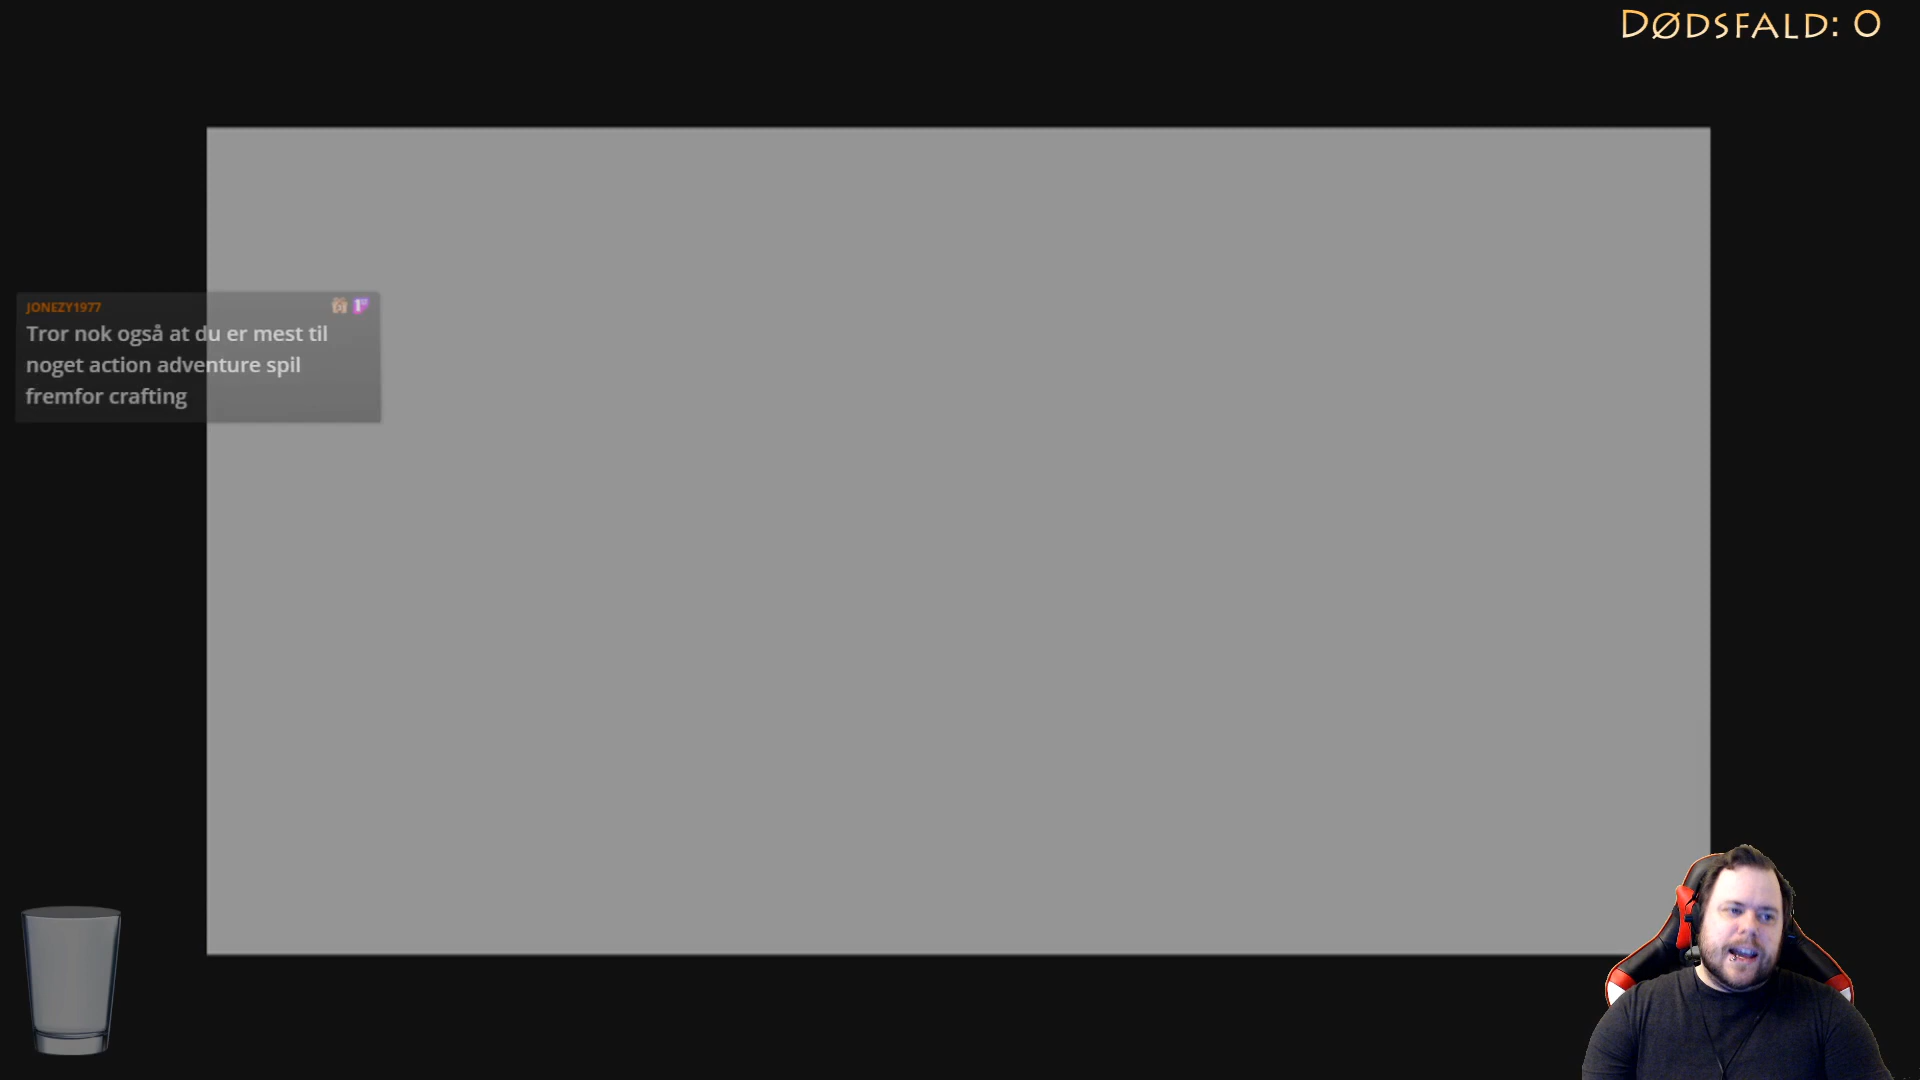 Dødsfald: 0
JONEZY1977
Tror nok også at du er mest til
noget action adventure spil
fremfor crafting